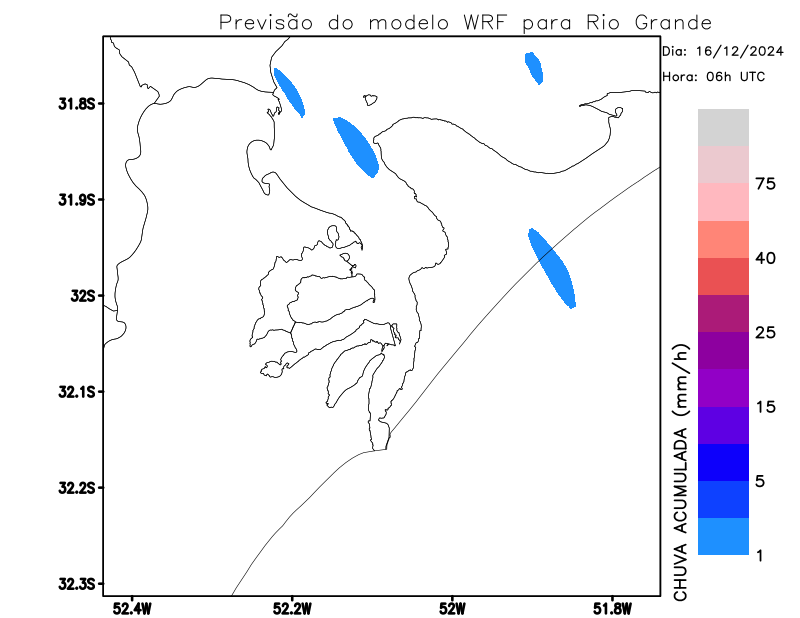 Previsão do modelo WRF para Rio Grande
Dia: 16/12/2024
Hora: 06h UTC
31.8S
31.9S
32S
32.1S
32.2S
32.3S
52.4W
52.2W
52W
51.8W
75
40
25
15
5
1
CHUVA ACUMULADA (mm/h)